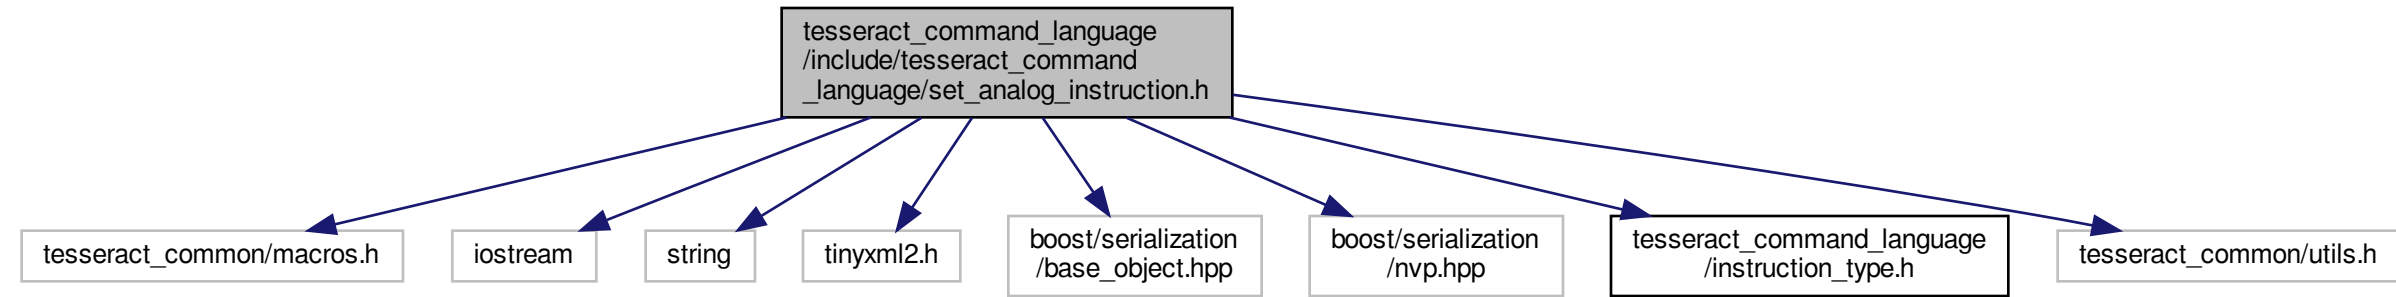 tesseract_command_language
/include/tesseract_command
_language/set_analog_instruction.h
tesseract_common/macros.h
iostream
string
tinyxml2.h
boost/serialization
/base_object.hpp
boost/serialization
/nvp.hpp
tesseract_command_language
/instruction_type.h
tesseract_common/utils.h